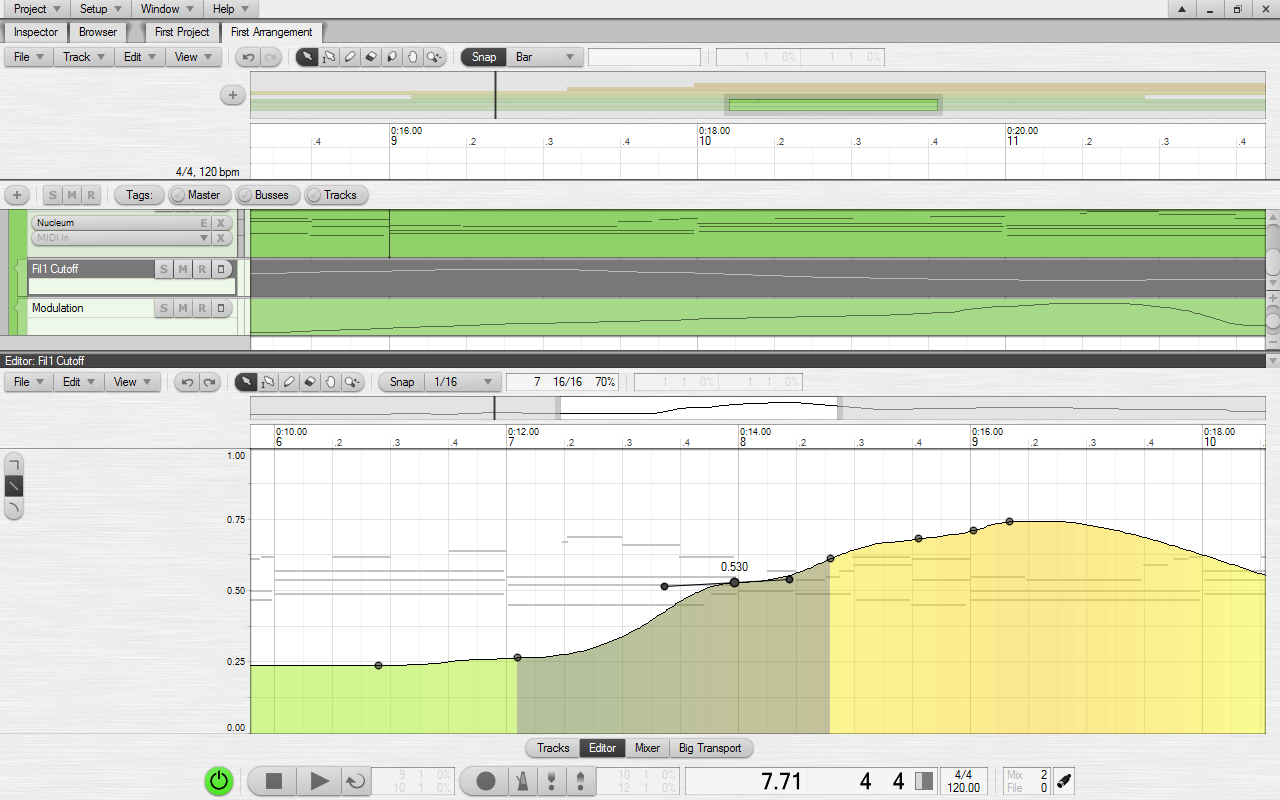 Project Setup Window Help
Inspector Browser First Project First Arrangement
File Track Edit View Snap Bar 1 1 0% 1 1 0%
0:16.00 0:18.00 0:20.00
.4 9 .2 .3 .4 10 .2 .3 .4 11 .2 .3 .4
4/4, 120 bpm
S M R Tags: Master Busses Tracks
Nucleum E X
MIDI In X
Fil1 Cutoff S M R
Modulation S M R
Editor: Fil1 Cutoff
File Edit View Snap 1/16 7 16/16 70% 1 1 0% 1 1 0%
0:10.00 0:12.00 0:14.00 0:16.00 0:18.00
6 .2 .3 .4 7 .2 .3 .4 8 .2 .3 .4 9 .2 .3 .4 10
1.00
0.75
0.530
0.50
0.25
0.00
Tracks Editor Mixer Big Transport
9 1 0% 10 1 0% 7.71 4 4 4/4 Mix 2
10 1 0% 12 1 0% 120.00 File 0